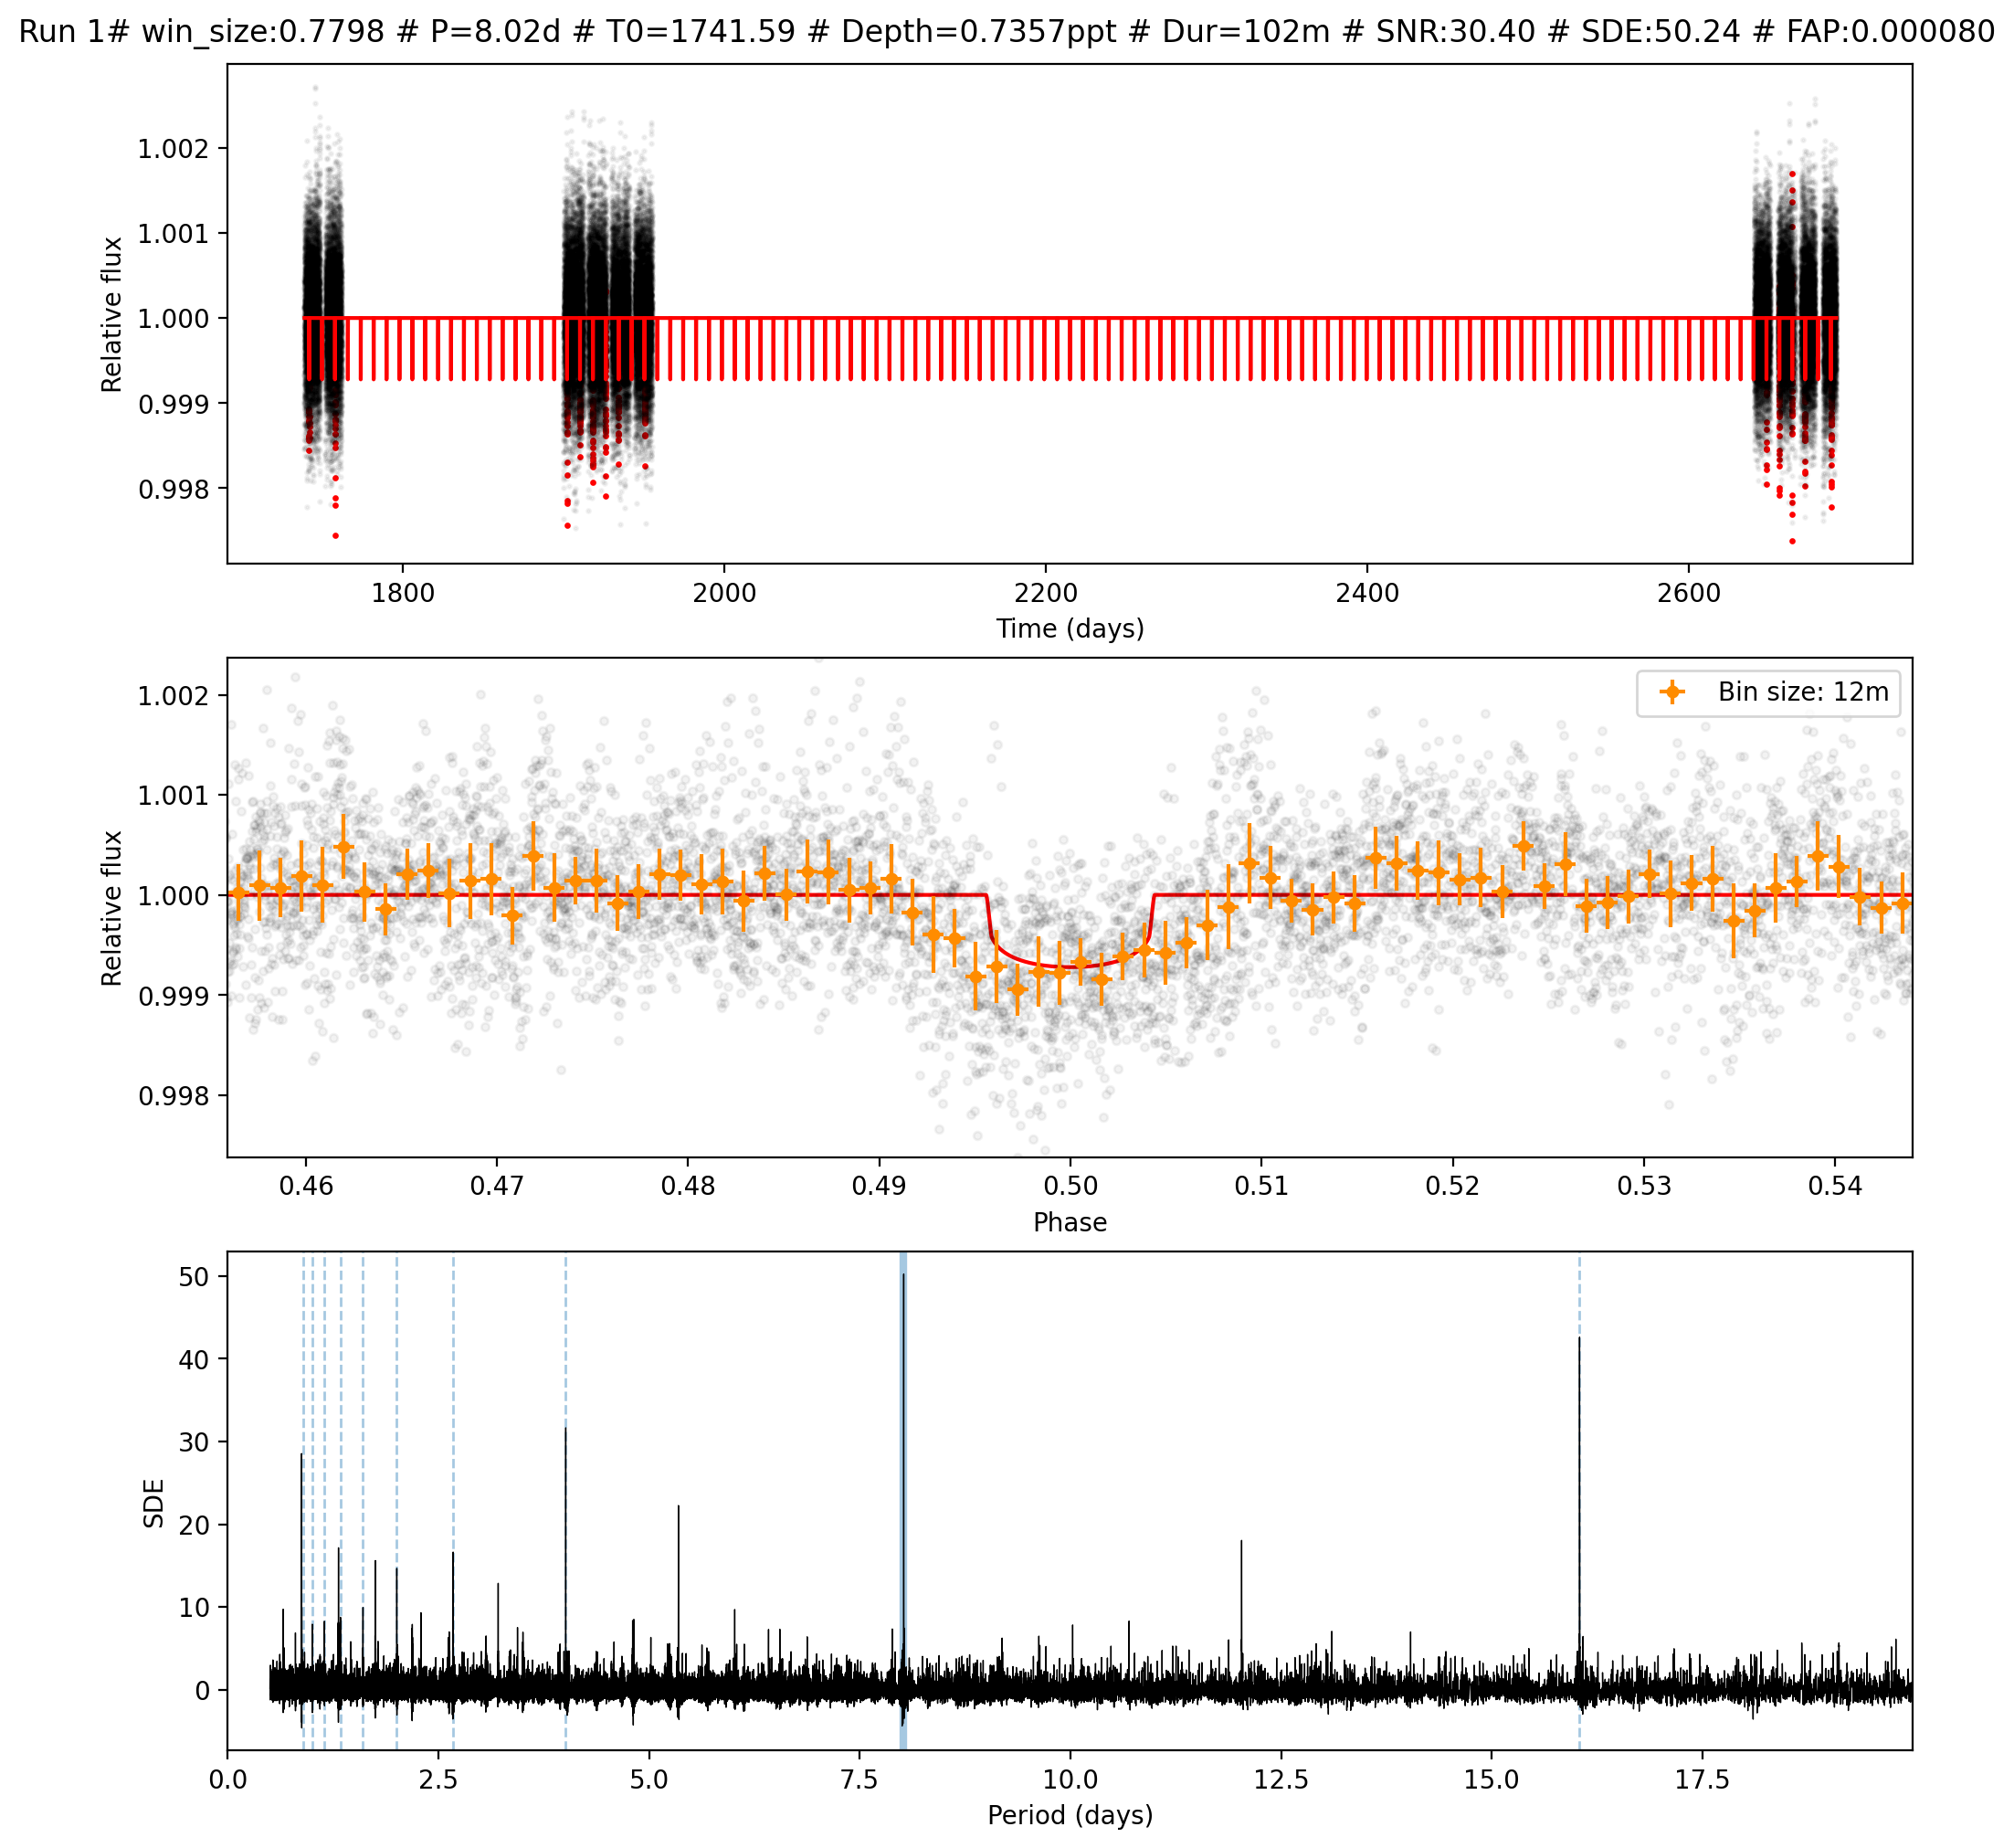 Run 1# win_size:0.7798 # P=8.02d # T0=1741.59 # Depth=0.7357ppt # Dur=102m # SNR:30.40 # SDE:50.24 # FAP:0.000080
1.002
1.001
1.000
0.999
0.998
Relative flux
1800 2000 2200 2400 2600
Time (days)
Bin size: 12m
1.002
1.001
1.000
0.999
0.998
Relative flux
0.46 0.47 0.48 0.49 0.50 0.51 0.52 0.53 0.54
Phase
50
40
30
20
10
0
SDE
0.0 2.5 5.0 7.5 10.0 12.5 15.0 17.5
Period (days)